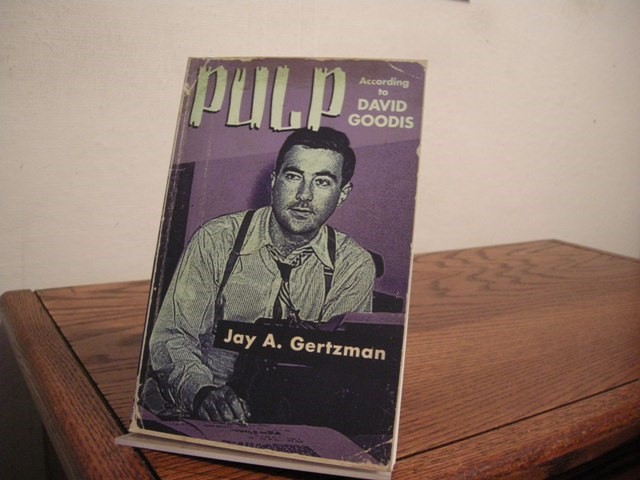 PULP
According
to
DAVID
GOODIS
Jay A. Gertzman